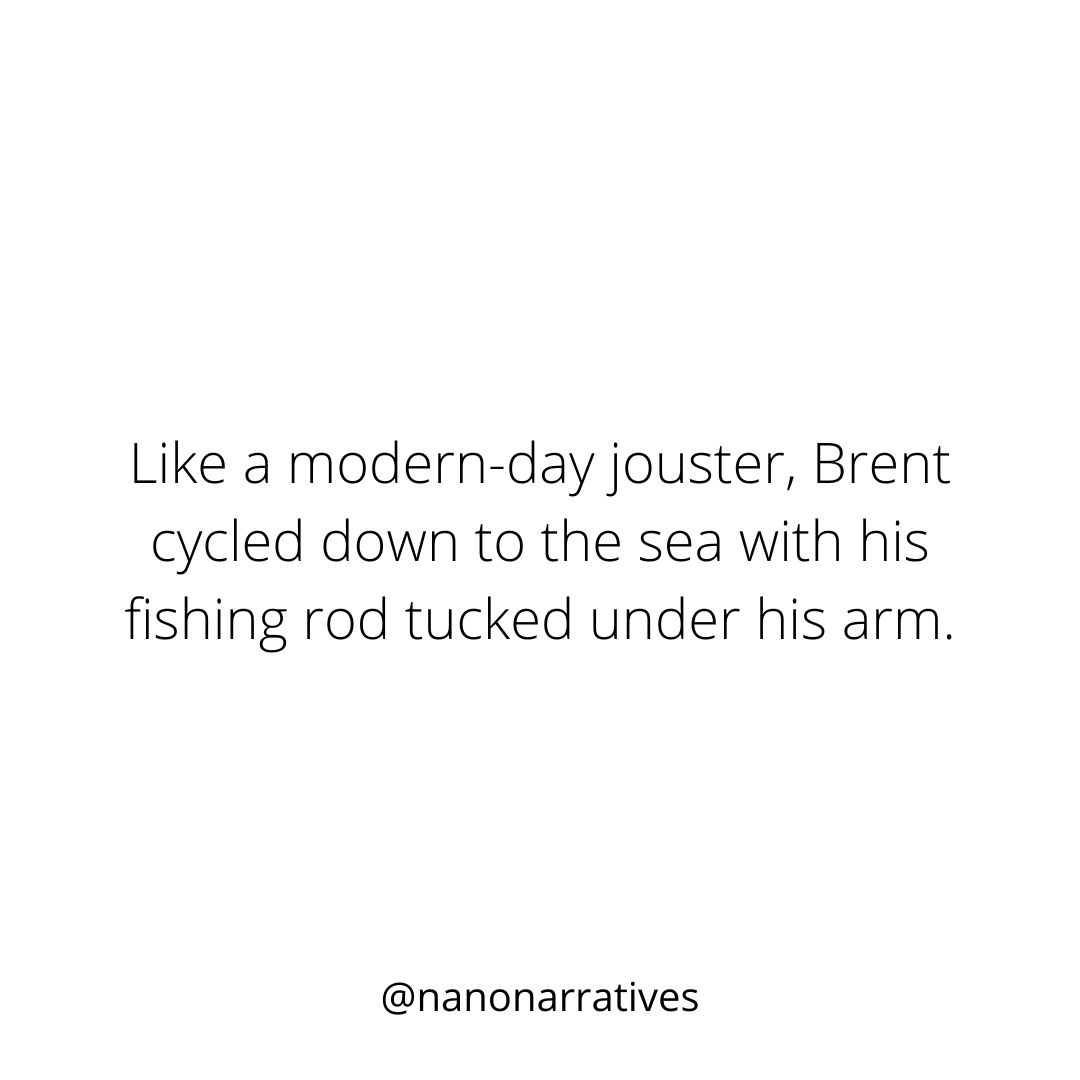 Like a modern-day jouster, Brent
cycled down to the sea with his
fishing rod tucked under his arm.
@nanonarratives